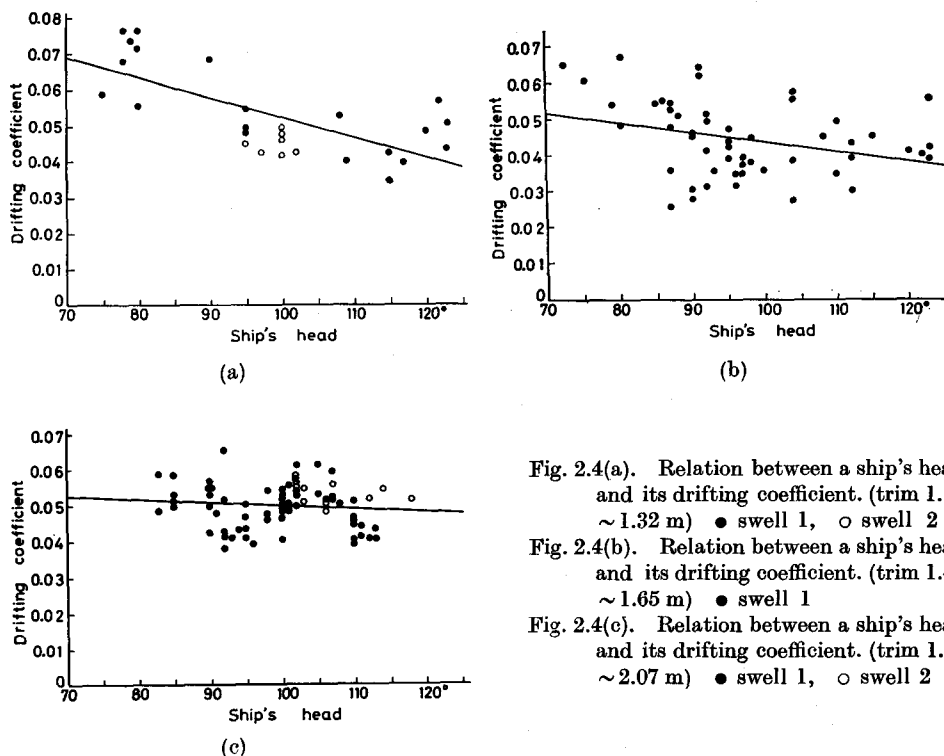 0.08
0.07
0.06
0.05
0.04
0.03
0.02
0.01
0
Drifting coefficient
70 80 90 100 110 120°
Ship's head
(a)
0.07
0.06
0.05
0.04
0.03
0.02
0.01
0
Drifting coefficient
70 80 90 100 110 120°
Ship's head
(b)
0.07
0.06
0.05
0.04
0.03
0.02
0.01
0
Drifting coefficient
70 80 90 100 110 120°
Ship's head
(c)
Fig. 2.4(a). Relation between a ship's
and its drifting coefficient. (trim 1.
~1.32 m) ● swell 1, ○ swell 2
Fig. 2.4(b). Relation between a ship's
and its drifting coefficient. (trim 1.
~1.65 m) ● swell 1
Fig. 2.4(c). Relation between a ship's
and its drifting coefficient. (trim 1.
~2.07 m) ● swell 1, ○ swell 2